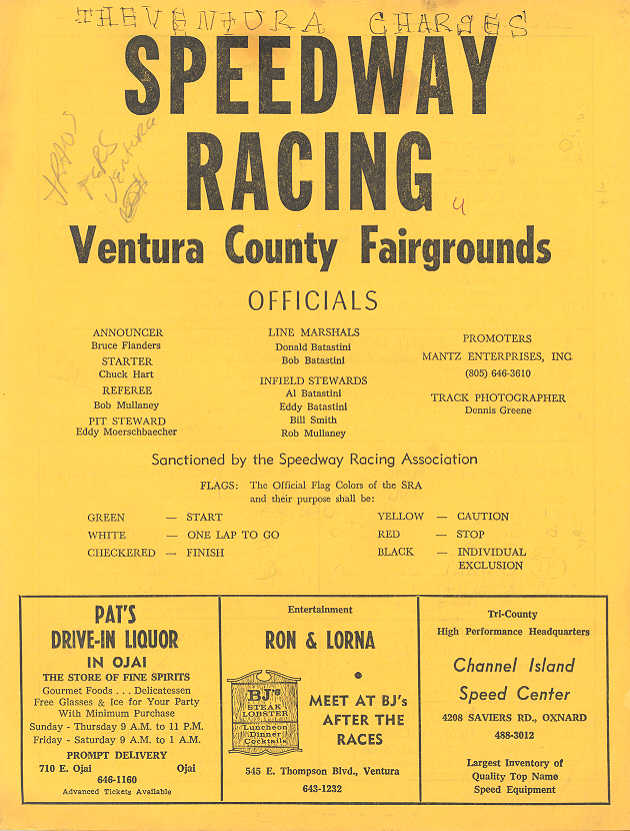 THE VENTURA CHARGES
SPEEDWAY
RACING
Ventura County Fairgrounds
OFFICIALS
ANNOUNCER
Bruce Flanders
STARTER
Chuck Hart
REFEREE
Bob Mullaney
PIT STEWARD
Eddy Moerschbaecher
LINE MARSHALS
Donald Batastini
Bob Batastini
INFIELD STEWARDS
Al Batastini
Eddy Batastini
Bill Smith
Rob Mullaney
PROMOTERS
MANTZ ENTERPRISES, INC.
(805) 646-3610
TRACK PHOTOGRAPHER
Dennis Greene
Sanctioned by the Speedway Racing Association
FLAGS: The Official Flag Colors of the SRA
and their purpose shall be:
GREEN — START
WHITE — ONE LAP TO GO
CHECKERED — FINISH
YELLOW — CAUTION
RED — STOP
BLACK — INDIVIDUAL
EXCLUSION
PAT'S
DRIVE-IN LIQUOR
IN OJAI
THE STORE OF FINE SPIRITS
Gourmet Foods . . . Delicatessen
Free Glasses & Ice for Your Party
With Minimum Purchase
Sunday - Thursday 9 A.M. to 11 P.M.
Friday - Saturday 9 A.M. to 1 A.M.
PROMPT DELIVERY
710 E. Ojai Ojai
646-1160
Advanced Tickets Available
Entertainment
RON & LORNA
BJ's
STEAK
LOBSTER
Luncheon
Dinner
Cocktails
MEET AT BJ's
AFTER THE
RACES
545 E. Thompson Blvd., Ventura
643-1232
Tri-County
High Performance Headquarters
Channel Island
Speed Center
4208 SAVIERS RD., OXNARD
488-3012
Largest Inventory of
Quality Top Name
Speed Equipment